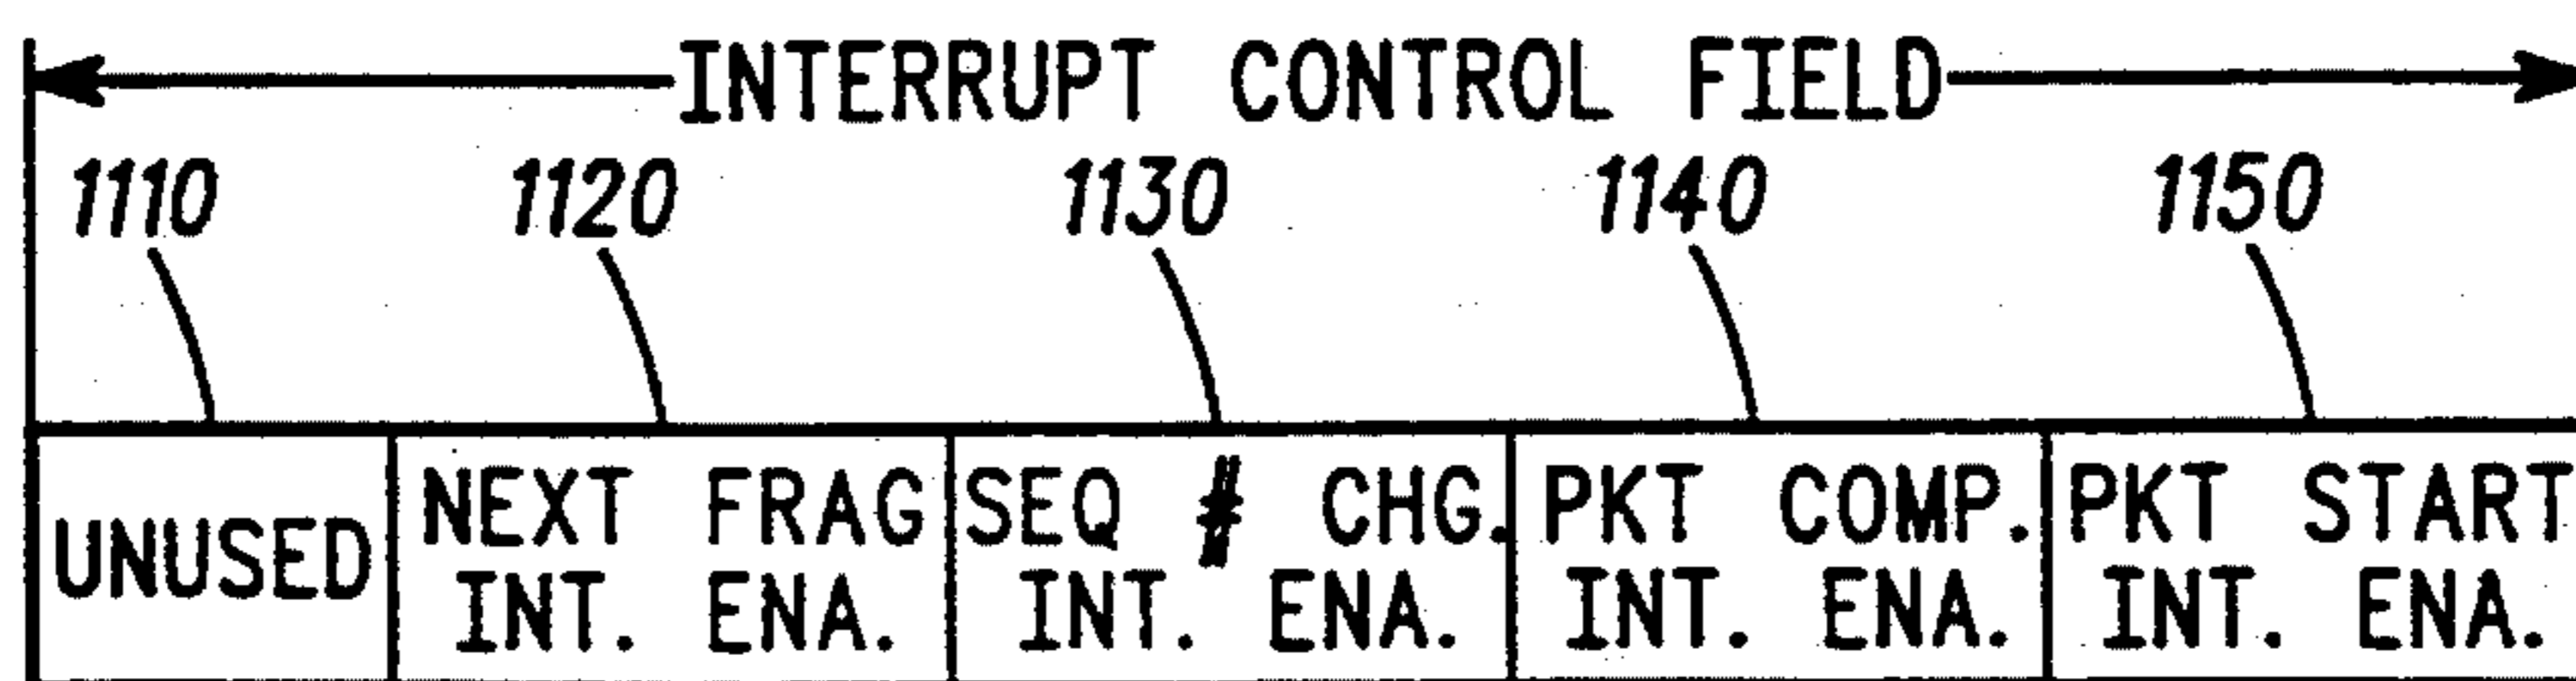 INTERRUPT CONTROL FIELD
1110 1120 1130 1140 1150
UNUSED
NEXT FRAG
INT. ENA.
SEQ # CHG.
INT. ENA.
PKT COMP.
INT. ENA.
PKT START
INT. ENA.